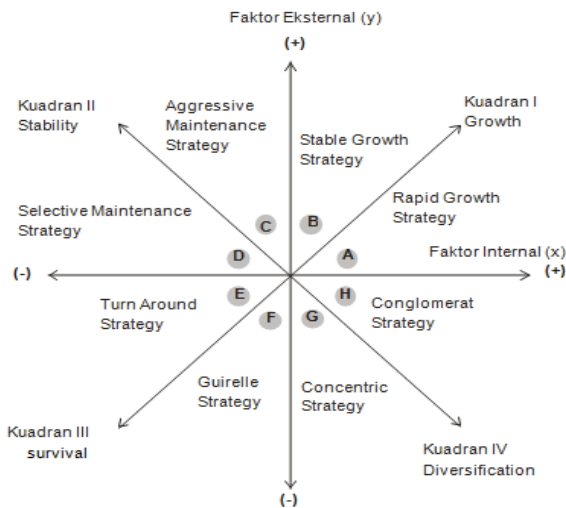 Faktor Eksternal (y)
(+)
Kuadran II
Stability
Aggressive
Maintenance
Strategy
Kuadran I
Growth
Stable Growth
Strategy
Selective Maintenance
Strategy
Rapid Growth
Strategy
C
B
D
A
Faktor Internal (x)
(-)
(+)
E
H
Turn Around
Strategy
F
G
Conglomerat
Strategy
Guirelle
Strategy
Concentric
Strategy
Kuadran III
survival
Kuadran IV
Diversification
(-)